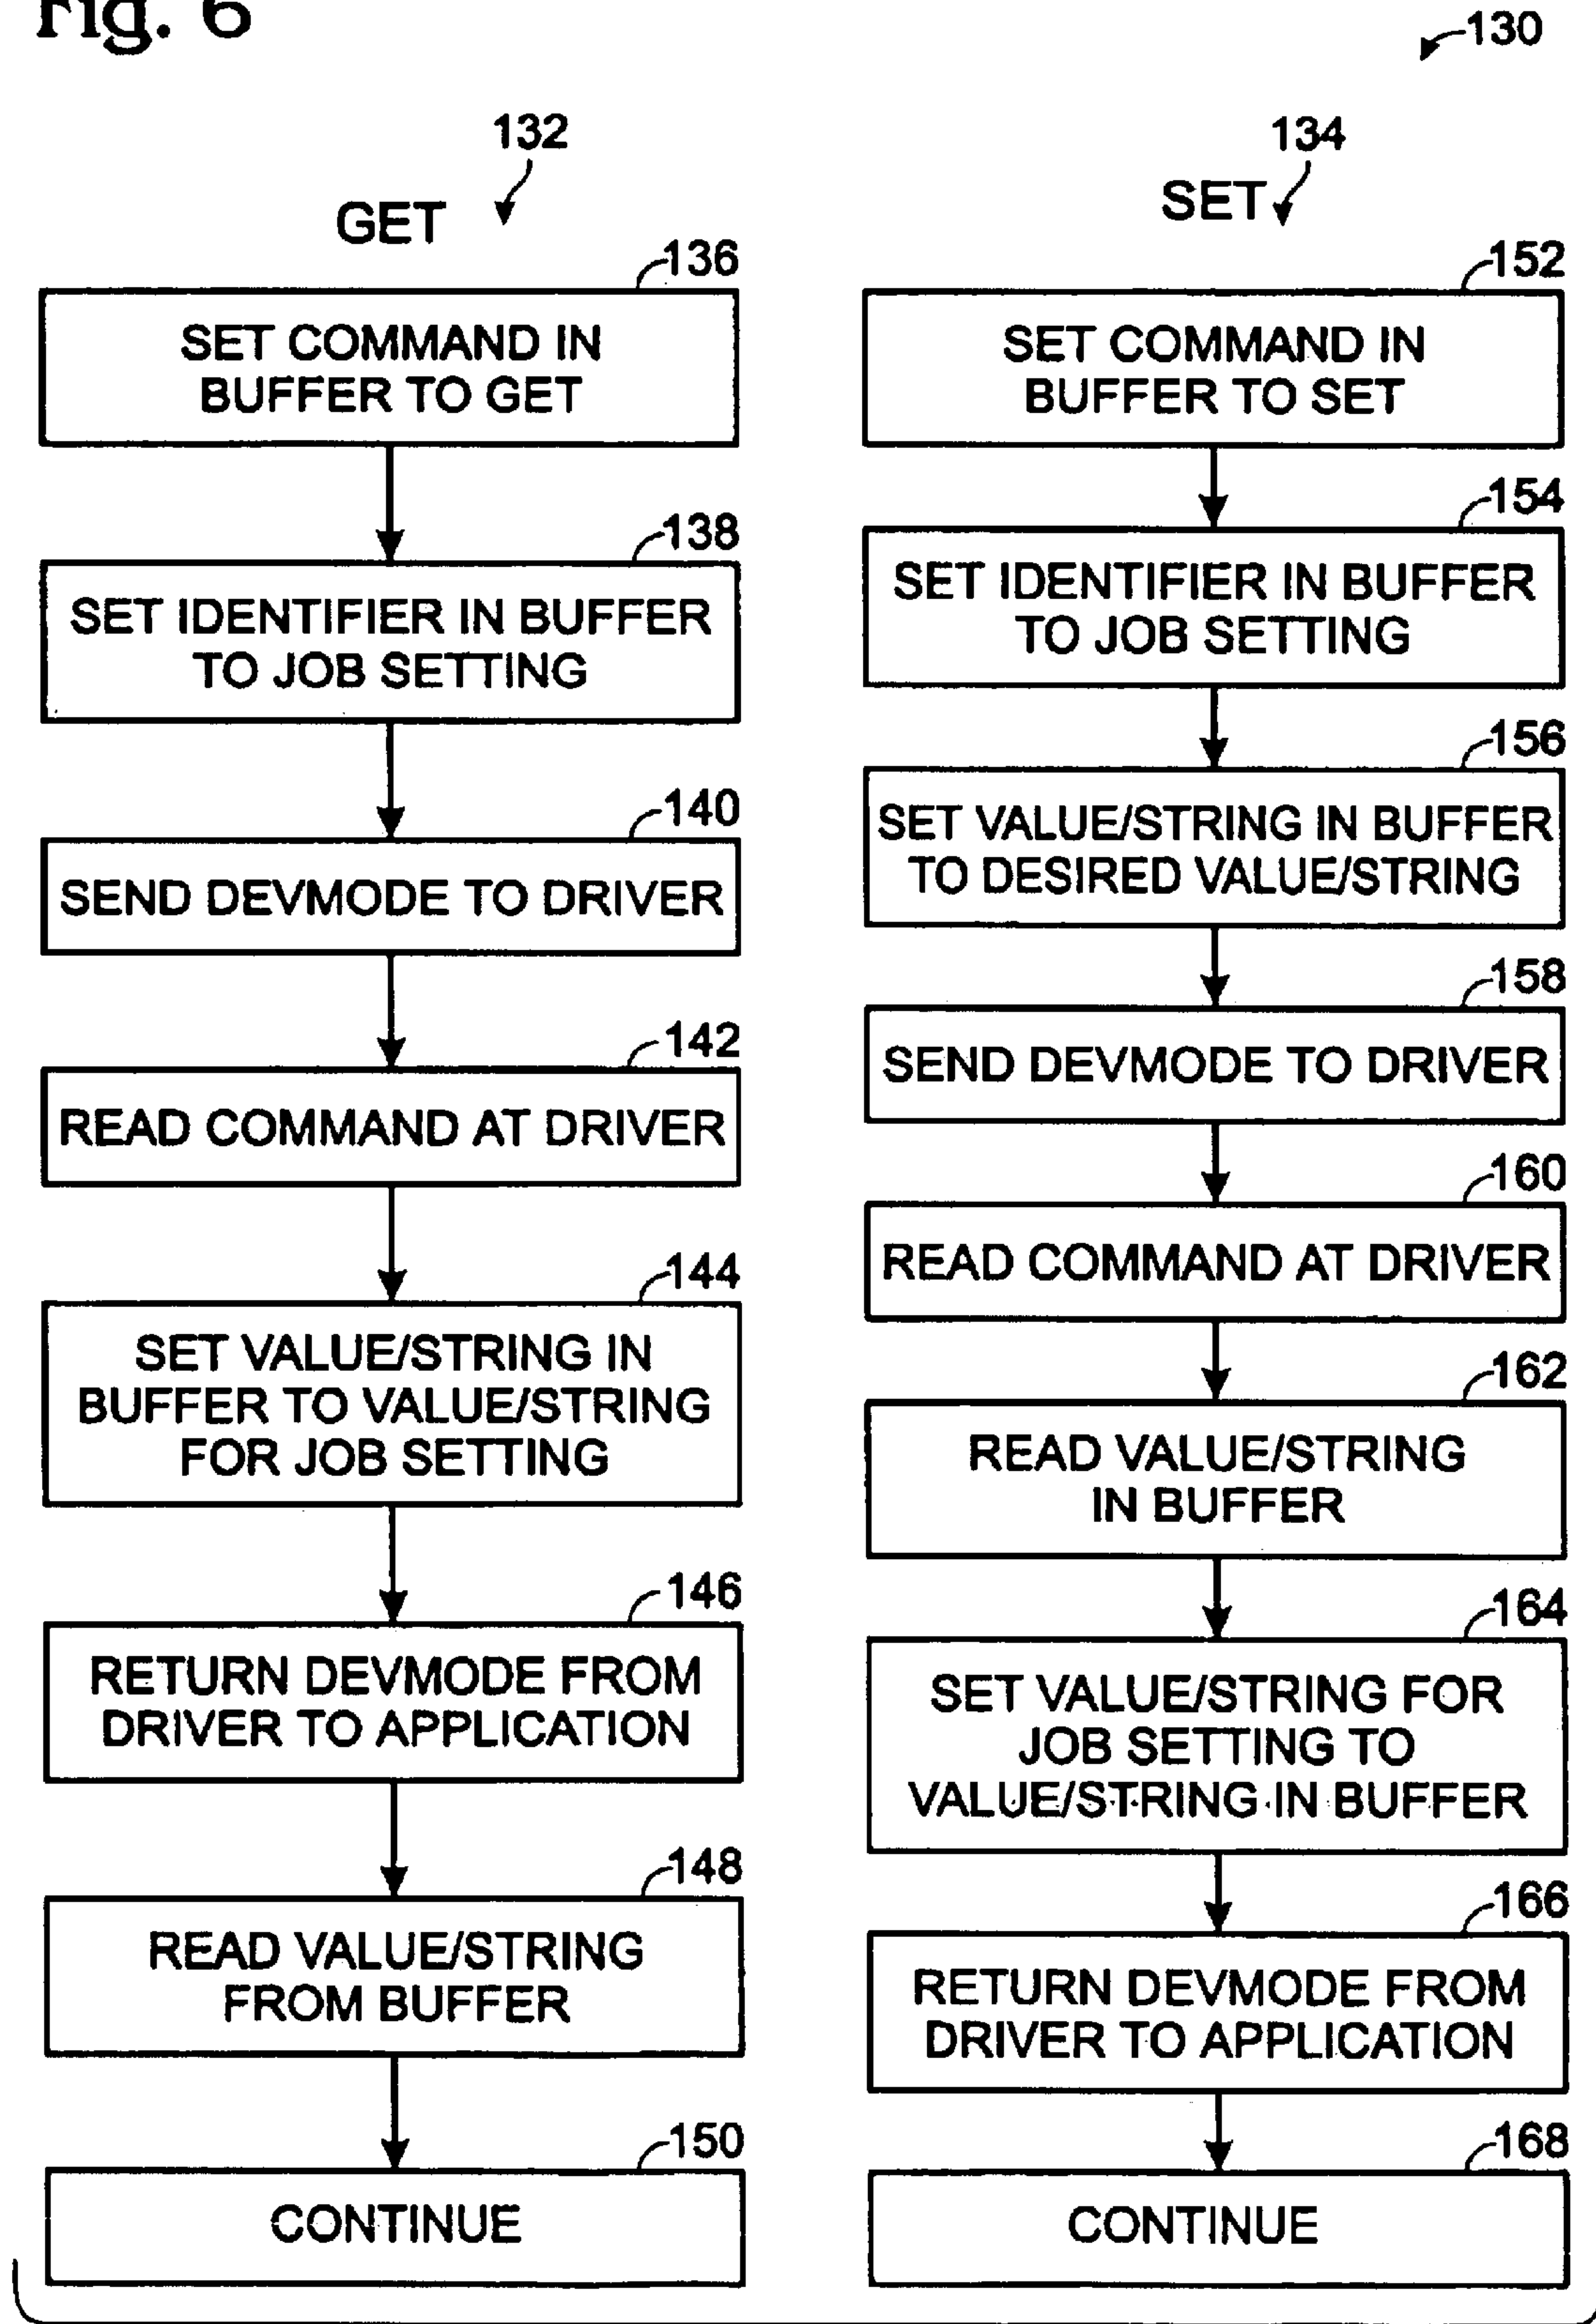 Fig. 6
130
132
GET
136
SET COMMAND IN
BUFFER TO GET
138
SET IDENTIFIER IN BUFFER
TO JOB SETTING
140
SEND DEVMODE TO DRIVER
142
READ COMMAND AT DRIVER
144
SET VALUE/STRING IN
BUFFER TO VALUE/STRING
FOR JOB SETTING
146
RETURN DEVMODE FROM
DRIVER TO APPLICATION
148
READ VALUE/STRING
FROM BUFFER
150
CONTINUE
134
SET
152
SET COMMAND IN
BUFFER TO SET
154
SET IDENTIFIER IN BUFFER
TO JOB SETTING
156
SET VALUE/STRING IN BUFFER
TO DESIRED VALUE/STRING
158
SEND DEVMODE TO DRIVER
160
READ COMMAND AT DRIVER
162
READ VALUE/STRING
IN BUFFER
164
SET VALUE/STRING FOR
JOB SETTING TO
VALUE/STRING IN BUFFER
166
RETURN DEVMODE FROM
DRIVER TO APPLICATION
168
CONTINUE